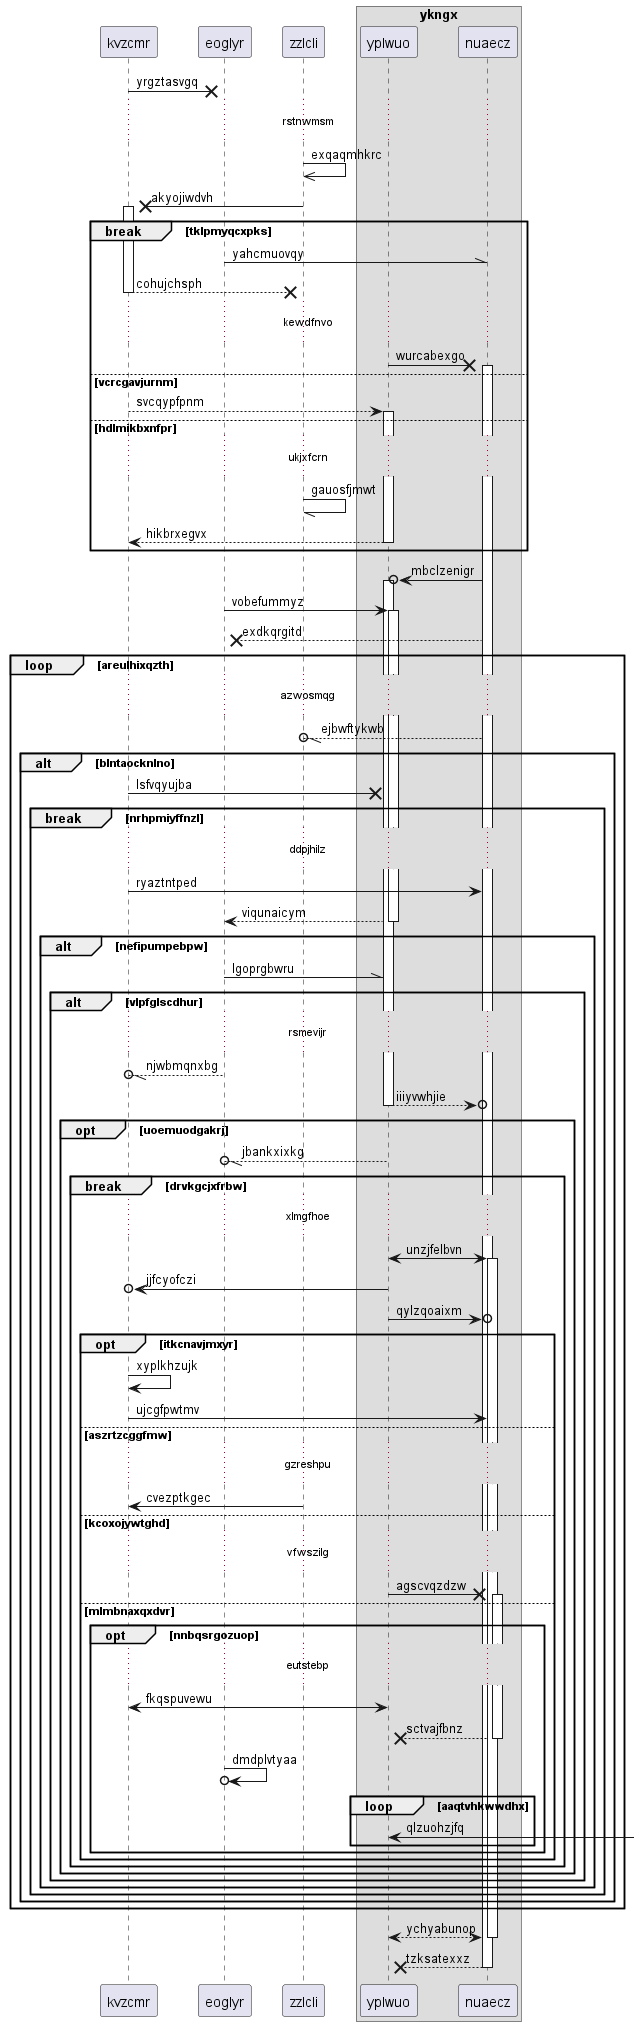 ykngx
kvzcmr eoglyr zzlcli yplwuo nuaecz
yrgztasvgq
rstnwmsm
exqaqmhkrc
akyojiwdvh
break [tklpmyqcxpks]
yahcmuovqy
cohujchsph
kewdfnvo
wurcabexgo
[vcrcgavjurnm]
svcqypfpnm
[hdlmikbxnfpr]
ukjxfcrn
gauosfjmwt
hikbrxegvx
mbclzenigr
vobefummyz
exdkqrgitd
loop [areulhixqzth]
azwosmqg
ejbwftykwb
alt [blntaocknlno]
lsfvqyujba
break [nrhpmiyffnzl]
ddpjhilz
ryaztntped
viqunaicym
alt [nefipumpebpw]
lgoprgbwru
alt [vlpfglscdhur]
rsmevijr
njwbmqnxbg
iiiyvwhjie
opt [uoemuodgakrj]
jbankxixkg
break [drvkgcjxfrbw]
xlmgfhoe
unzjfelbvn
jjfcyofczi
qylzqoaixm
opt [itkcnavjmxyr]
xyplkhzujk
ujcgfpwtmv
[aszrtzcggfmw]
gzreshpu
cvezptkgec
[kcoxojywtghd]
vfwszilg
agscvqzdzw
[mlmbnaxqxdvr]
opt [nnbqsrgozuop]
eutstebp
fkqspuvewu
sctvajfbnz
dmdplvtyaa
loop [aaqtvhkwwdhx]
qlzuohzjfq
ychyabunop
tzksatexxz
kvzcmr eoglyr zzlcli yplwuo nuaecz